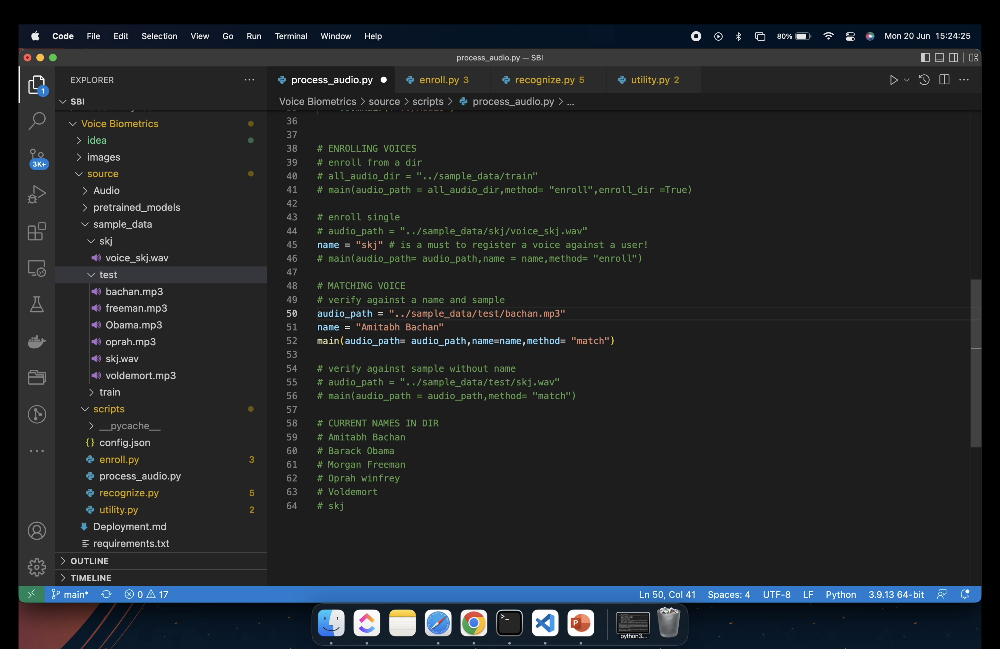 Code File Edit Selection View Go Run Terminal Window Help 80% Mon 20 Jun 15:24:25
process_audio.py — SBI
EXPLORER
process_audio.py
enroll.py 3
recognize.py 5
utility.py 2
1
SBI
Voice Biometrics > source > scripts > process_audio.py > ...
Voice Biometrics
idea
images
3K+
source
Audio
pretrained_models
sample_data
skj
voice_skj.wav
test
bachan.mp3
freeman.mp3
Obama.mp3
oprah.mp3
skj.wav
voldemort.mp3
train
scripts
__pycache__
{} config.json
enroll.py 3
process_audio.py
recognize.py 5
utility.py 2
Deployment.md
requirements.txt
OUTLINE
TIMELINE
36
37
38 # ENROLLING VOICES
39 # enroll from a dir
40 # all_audio_dir = "../sample_data/train"
41 # main(audio_path = all_audio_dir,method= "enroll",enroll_dir =True)
42
43 # enroll single
44 # audio_path = "../sample_data/skj/voice_skj.wav"
45 name = "skj" # is a must to register a voice against a user!
46 # main(audio_path= audio_path,name = name,method= "enroll")
47
48 # MATCHING VOICE
49 # verify against a name and sample
50 audio_path = "../sample_data/test/bachan.mp3"
51 name = "Amitabh Bachan"
52 main(audio_path= audio_path,name=name,method= "match")
53
54 # verify against sample without name
55 # audio_path = "../sample_data/test/skj.wav"
56 # main(audio_path = audio_path,method= "match")
57
58 # CURRENT NAMES IN DIR
59 # Amitabh Bachan
60 # Barack Obama
61 # Morgan Freeman
62 # Oprah winfrey
63 # Voldemort
64 # skj
main* 0 17 Ln 50, Col 41 Spaces: 4 UTF-8 LF Python 3.9.13 64-bit
>_
P
python3....